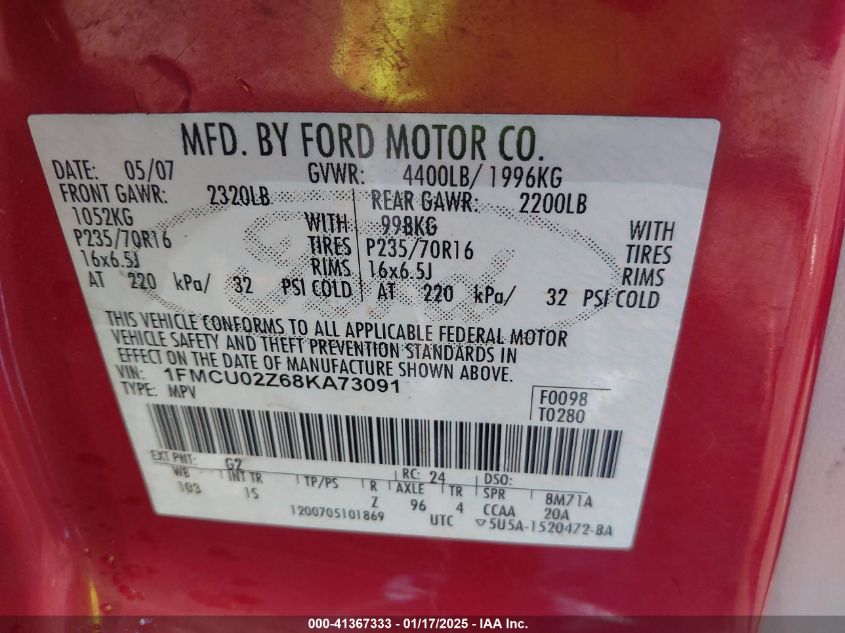 MFD. BY FORD MOTOR CO.
DATE: 05/07 GVWR: 4400LB/ 1996KG
FRONT GAWR: 2320LB REAR GAWR: 2200LB
1052KG WITH 998KG WITH
P235/70R16 TIRES P235/70R16 TIRES
16x6.5J RIMS 16x6.5J RIMS
AT 220 kPa/ 32 PSI COLD AT 220 kPa/ 32 PSI COLD
THIS VEHICLE CONFORMS TO ALL APPLICABLE FEDERAL MOTOR
VEHICLE SAFETY AND THEFT PREVENTION STANDARDS IN
EFFECT ON THE DATE OF MANUFACTURE SHOWN ABOVE.
VIN: 1FMCU02Z68KA73091 F0098
TYPE: MPV T0280
EXT PNT: G2 RC: 24 DSO:
WB INT TR TP/PS R AXLE TR SPR 8M71A
103 IS Z 96 4 CCAA 20A
1200705101869 UTC ▽5U5A-1520472-BA
Ford
000-41367333 - 01/17/2025 - IAA Inc.